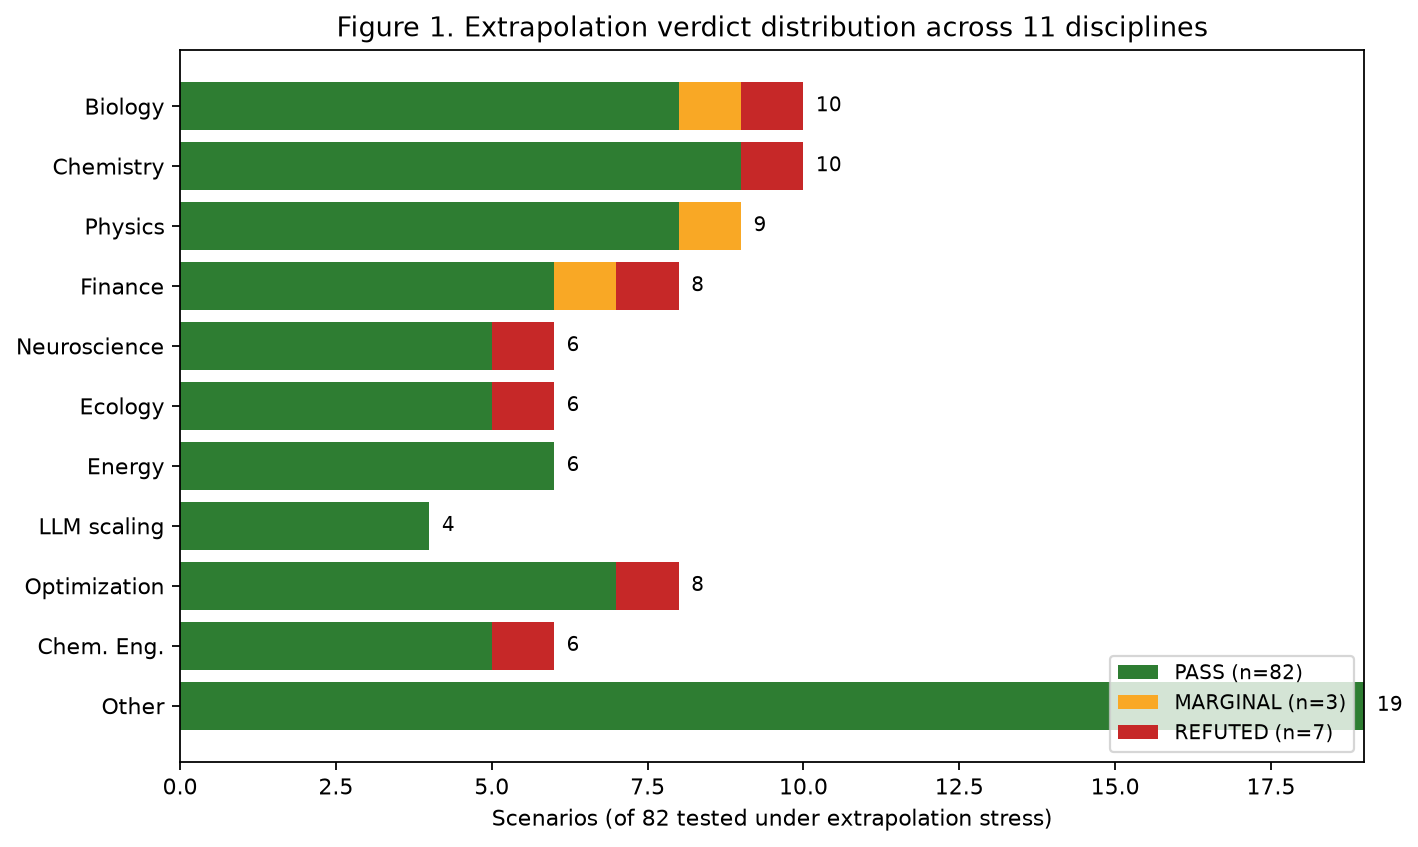 Figure 1. Extrapolation verdict distribution across 11 disciplines
Biology
10
Chemistry
10
Physics
9
Finance
8
Neuroscience
6
Ecology
6
Energy
6
LLM scaling
4
Optimization
8
Chem. Eng.
6
Other
19
PASS (n=82)
MARGINAL (n=3)
REFUTED (n=7)
0.0 2.5 5.0 7.5 10.0 12.5 15.0 17.5
Scenarios (of 82 tested under extrapolation stress)